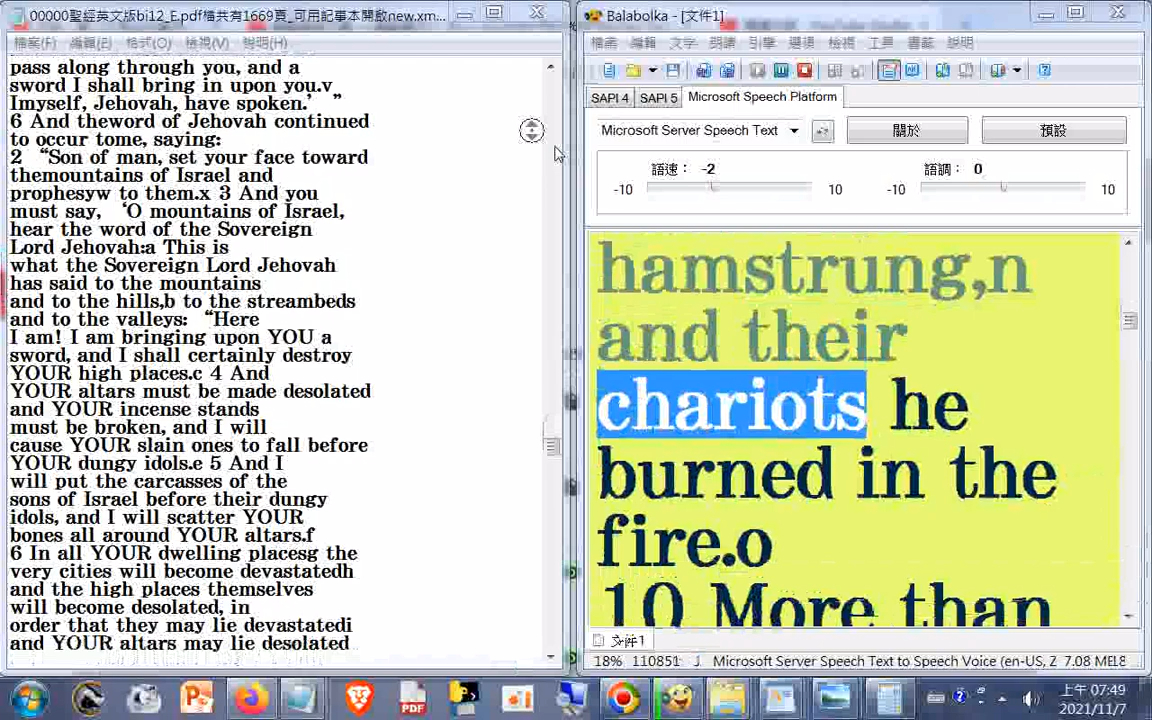 00000聖經英文版bi12_E.pdf檔共有1669頁_可用記事本開啟new.xm...
檔案(F) 編輯(E) 格式(O) 檢視(V) 說明(H)
pass along through you, and a
sword I shall bring in upon you.v
Imyself, Jehovah, have spoken.’ ”
6 And theword of Jehovah continued
to occur tome, saying:
2 “Son of man, set your face toward
themountains of Israel and
prophesyw to them.x 3 And you
must say, ‘O mountains of Israel,
hear the word of the Sovereign
Lord Jehovah:a This is
what the Sovereign Lord Jehovah
has said to the mountains
and to the hills,b to the streambeds
and to the valleys: “Here
I am! I am bringing upon YOU a
sword, and I shall certainly destroy
YOUR high places.c 4 And
YOUR altars must be made desolated
and YOUR incense stands
must be broken, and I will
cause YOUR slain ones to fall before
YOUR dungy idols.e 5 And I
will put the carcasses of the
sons of Israel before their dungy
idols, and I will scatter YOUR
bones all around YOUR altars.f
6 In all YOUR dwelling placesg the
very cities will become devastatedh
and the high places themselves
will become desolated, in
order that they may lie devastatedi
and YOUR altars may lie desolated
Balabolka - [文件1]
檔案 編輯 文字 朗讀 引擎 選項 檢視 工具 書籤 說明
SAPI 4 SAPI 5 Microsoft Speech Platform
Microsoft Server Speech Text 關於 預設
語速： -2 語調： 0
-10 10 -10 10
hamstrung,n
and their
chariots he
burned in the
fire.o
10 More than
文件1
18% 110851 Microsoft Server Speech Text to Speech Voice (en-US, Z 7.08 МЕБ
PDF
上午 07:49
2021/11/7